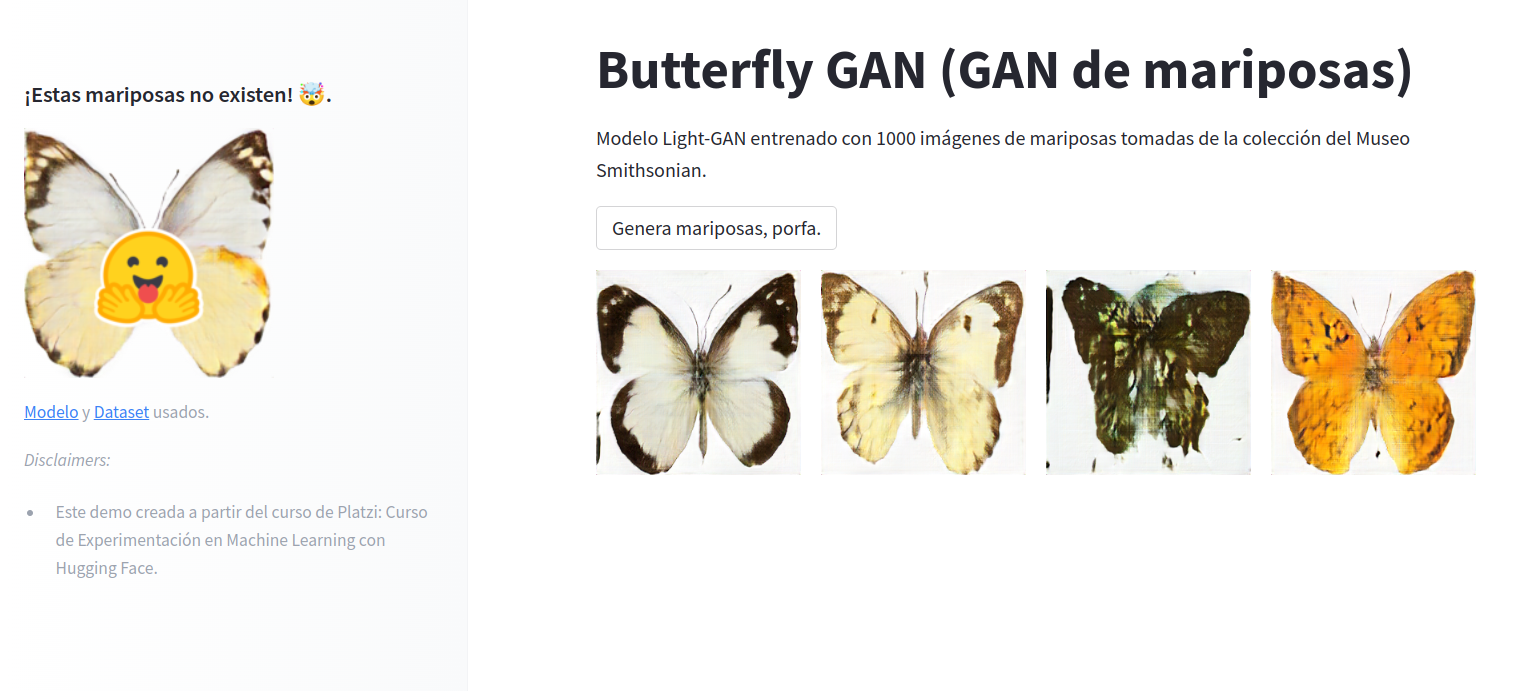 ¡Estas mariposas no existen! 🤯.
Modelo y Dataset usados.
Disclaimers:
Este demo creada a partir del curso de Platzi: Curso
de Experimentación en Machine Learning con
Hugging Face.
Butterfly GAN (GAN de mariposas)
Modelo Light-GAN entrenado con 1000 imágenes de mariposas tomadas de la colección del Museo
Smithsonian.
Genera mariposas, porfa.